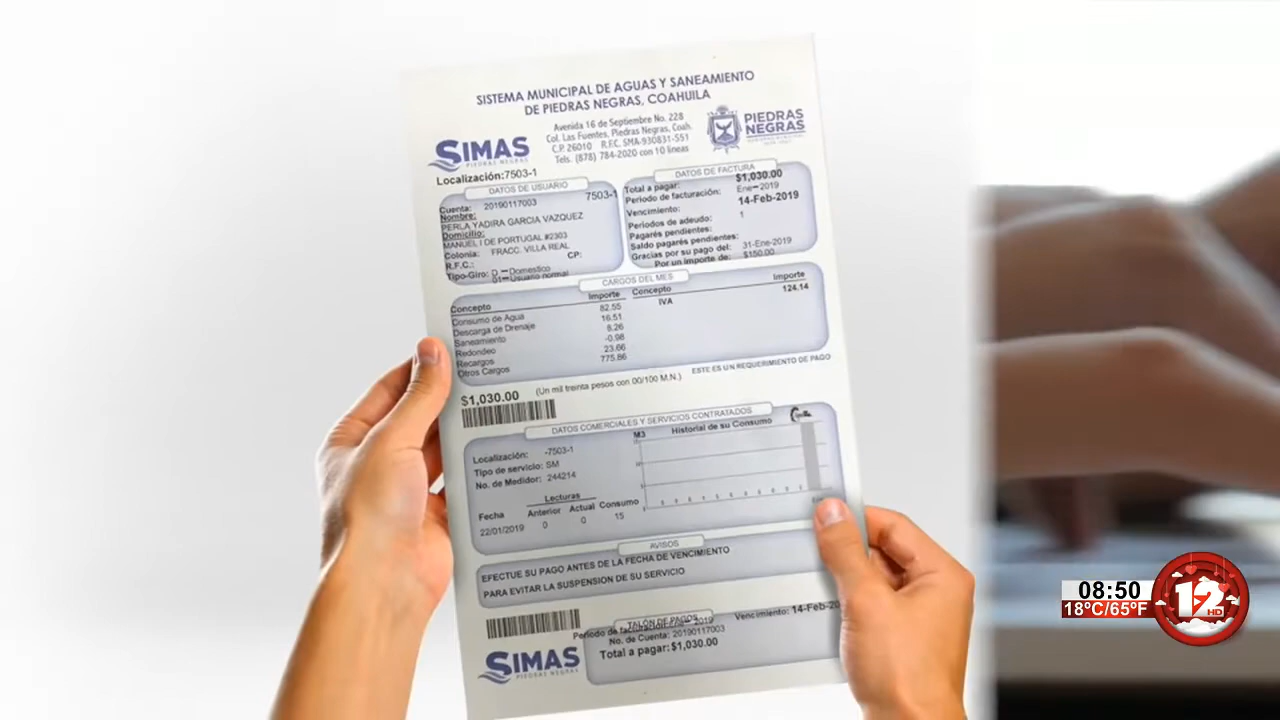 SISTEMA MUNICIPAL DE AGUAS Y SANEAMIENTO
DE PIEDRAS NEGRAS, COAHUILA
Avenida 16 de Septiembre No. 228
Col. Las Fuentes, Piedras Negras, Coah.
C.P. 26010 R.F.C. SMA-930831-S51
Tels. (878) 784-2020 con 10 lineas
SIMAS
PIEDRAS NEGRAS
PIEDRAS
NEGRAS
Localización:7503-1
DATOS DE USUARIO
7503-1
Cuenta: 20190117003
Nombre:
PERLA YADIRA GARCIA VAZQUEZ
Domicilio:
MANUEL I DE PORTUGAL #2303
Colonia: FRACC. VILLA REAL
R.F.C.: CP:
Tipo-Giro: D - Domestico
01 - Usuario normal
DATOS DE FACTURA
Total a pagar: $1,030.00
Periodo de facturación: Ene-2019
Vencimiento: 14-Feb-2019
Periodos de adeudo: 1
Pagarés pendientes:
Saldo pagarés pendientes:
Gracias por su pago del: 31-Ene-2019
Por un importe de: $150.00
CARGOS DEL MES
Concepto Importe Concepto Importe
Consumo de Agua 82.55 IVA 124.14
Descarga de Drenaje 16.51
Saneamiento 8.26
Redondeo -0.98
Recargos 23.66
Otros Cargos 775.86
$1,030.00 (Un mil treinta pesos con 00/100 M.N.) ESTE ES UN REQUERIMIENTO DE PAGO
DATOS COMERCIALES Y SERVICIOS CONTRATADOS
Localización: -7503-1
Tipo de servicio: SM
No. de Medidor: 244214
M3 Historial de su Consumo
Lecturas
Fecha Anterior Actual Consumo
22/01/2019 0 0 15
AVISOS
EFECTUE SU PAGO ANTES DE LA FECHA DE VENCIMIENTO
PARA EVITAR LA SUSPENSION DE SU SERVICIO
TALÓN DE PAGOS
Periodo de facturación: Ene-2019 Vencimiento: 14-Feb-20
No. de Cuenta: 20190117003
Total a pagar: $1,030.00
SIMAS
PIEDRAS NEGRAS
08:50
18°C/65°F
12
HD